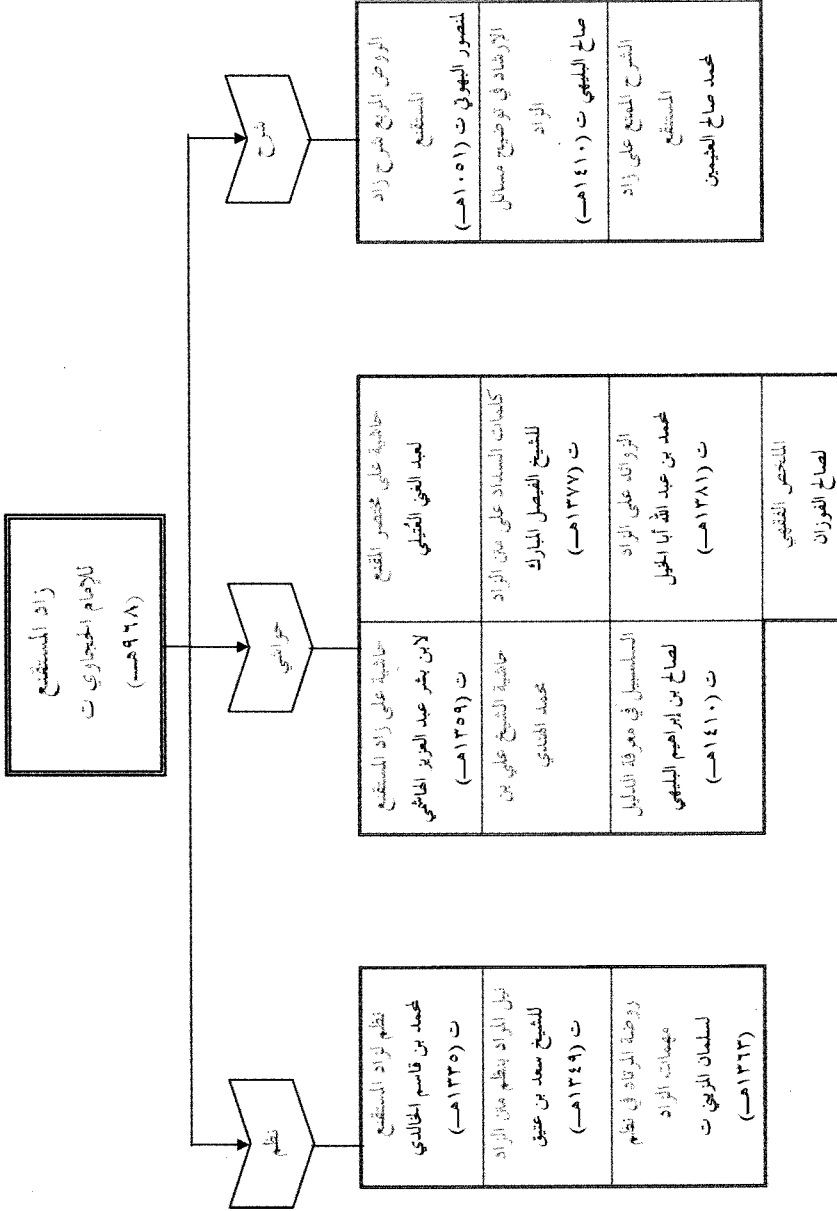 زاد المستقنع
للإمام الحجاوي ت
(٩٦٨هـ)
شرح
الروض المربع شرح زاد
المستقنع
لمنصور البهوتي ت (١٠٥١هـ)
الإرشاد في توضيح مسائل
الزاد
صالح البليهي ت (١٤١٠هـ)
الشرح الممتع على زاد
المستقنع
محمد صالح العثيمين
حواشي
حاشية على مختصر المقنع
لعبد الغني
حاشية على زاد المستقنع
لابن بشر عبد العزيز الهاشمي
ت (١٣٥٩هـ)
كلمات السداد على متن الزاد
للشيخ الفيصل المبارك
ت (١٣٧٧هـ)
حاشية الشيخ علي بن
محمد الهندي
الزوائد على الزاد
محمد بن عبد الله أبا الخيل
ت (١٣٨١هـ)
السلسبيل في معرفة الدليل
لصالح بن إبراهيم البليهي
ت (١٤١٠هـ)
الملخص الفقهي
لصالح الفوزان
نظم
نظم لزاد المستقنع
محمد بن قاسم الخالدي
ت (١٣٣٥هـ)
نيل المراد بنظم متن الزاد
للشيخ سعد بن عتيق
ت (١٣٤٩هـ)
روضة المرتاد في نظم
مهمات الزاد
لسلمان المزيني ت
(١٣٦٣هـ)